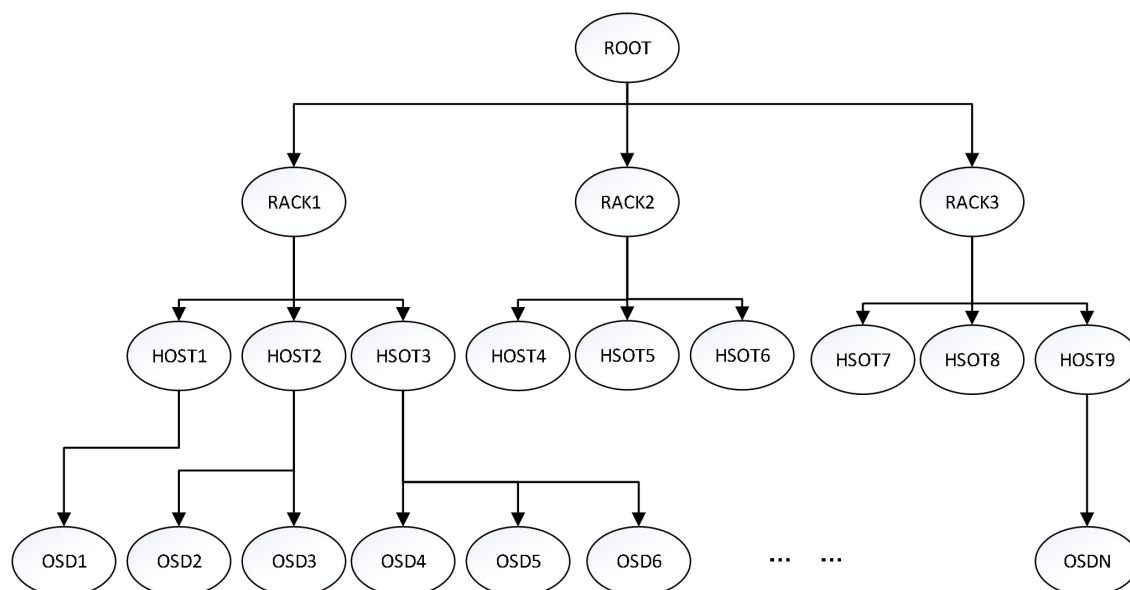 ROOT
RACK1 RACK2 RACK3
HOST1 HOST2 HSOT3 HOST4 HSOT5 HSOT6 HSOT7 HSOT8 HOST9
OSD1 OSD2 OSD3 OSD4 OSD5 OSD6 ... ... OSDN